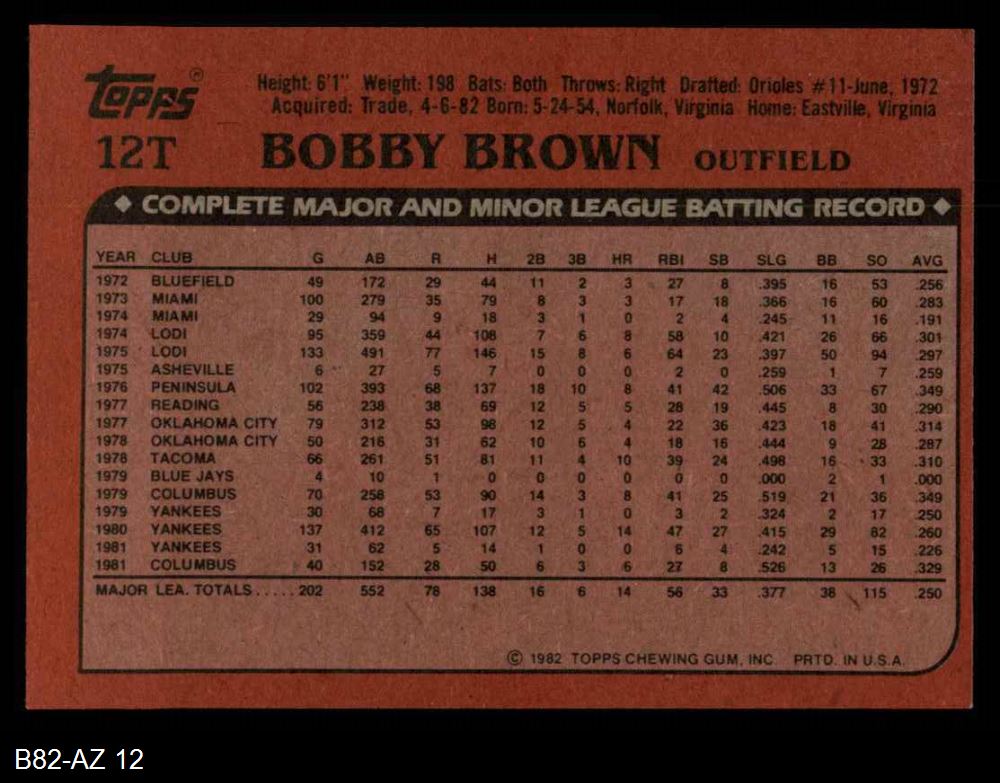 TOPPS®
Height: 6'1" Weight: 198 Bats: Both Throws: Right Drafted: Orioles #11-June, 1972
Acquired: Trade, 4-6-82 Born: 5-24-54, Norfolk, Virginia Home: Eastville, Virginia
12T BOBBY BROWN OUTFIELD
◆ COMPLETE MAJOR AND MINOR LEAGUE BATTING RECORD ◆
YEAR CLUB G AB R H 2B 3B HR RBI SB SLG BB SO AVG
1972 BLUEFIELD 49 172 29 44 11 2 3 27 8 .395 16 53 .256
1973 MIAMI 100 279 35 79 8 3 3 17 18 .366 16 60 .283
1974 MIAMI 29 94 9 18 3 1 0 2 4 .245 11 16 .191
1974 LODI 95 359 44 108 7 6 8 58 10 .421 26 66 .301
1975 LODI 133 491 77 146 15 8 6 64 23 .397 50 94 .297
1975 ASHEVILLE 6 27 5 7 0 0 0 2 0 .259 1 7 .259
1976 PENINSULA 102 393 68 137 18 10 8 41 42 .506 33 67 .349
1977 READING 56 238 38 69 12 5 5 28 19 .445 8 30 .290
1977 OKLAHOMA CITY 79 312 53 98 12 5 4 22 36 .423 18 41 .314
1978 OKLAHOMA CITY 50 216 31 62 10 6 4 18 16 .444 9 28 .287
1978 TACOMA 66 261 51 81 11 4 10 39 24 .498 16 33 .310
1979 BLUE JAYS 4 10 1 0 0 0 0 0 0 .000 2 1 .000
1979 COLUMBUS 70 258 53 90 14 3 8 41 25 .519 21 36 .349
1979 YANKEES 30 68 7 17 3 1 0 3 2 .324 2 17 .250
1980 YANKEES 137 412 65 107 12 5 14 47 27 .415 29 82 .260
1981 YANKEES 31 62 5 14 1 0 0 6 4 .242 5 15 .226
1981 COLUMBUS 40 152 28 50 6 3 6 27 8 .526 13 26 .329
MAJOR LEA. TOTALS..... 202 552 78 138 16 6 14 56 33 .377 38 115 .250
© 1982 TOPPS CHEWING GUM, INC. PRTD. IN U.S.A.
B82-AZ 12